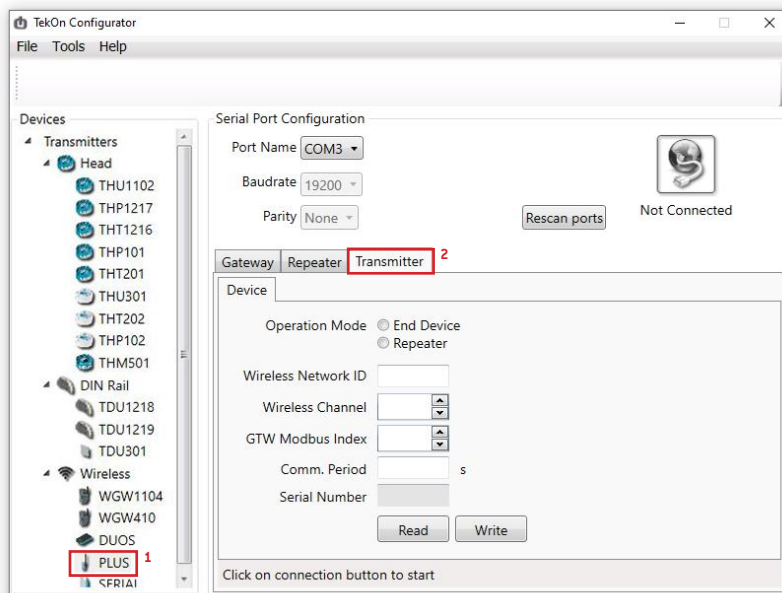 TekOn Configurator
File Tools Help
Devices
Transmitters
Head
THU1102
THP1217
THT1216
THP101
THT201
THU301
THT202
THP102
THM501
DIN Rail
TDU1218
TDU1219
TDU301
Wireless
WGW1104
WGW410
DUOS
PLUS 1
SERIAL
Serial Port Configuration
Port Name COM3
Baudrate 19200
Parity None
Rescan ports
Not Connected
Gateway Repeater Transmitter 2
Device
Operation Mode End Device
Repeater
Wireless Network ID
Wireless Channel
GTW Modbus Index
Comm. Period s
Serial Number
Read Write
Click on connection button to start